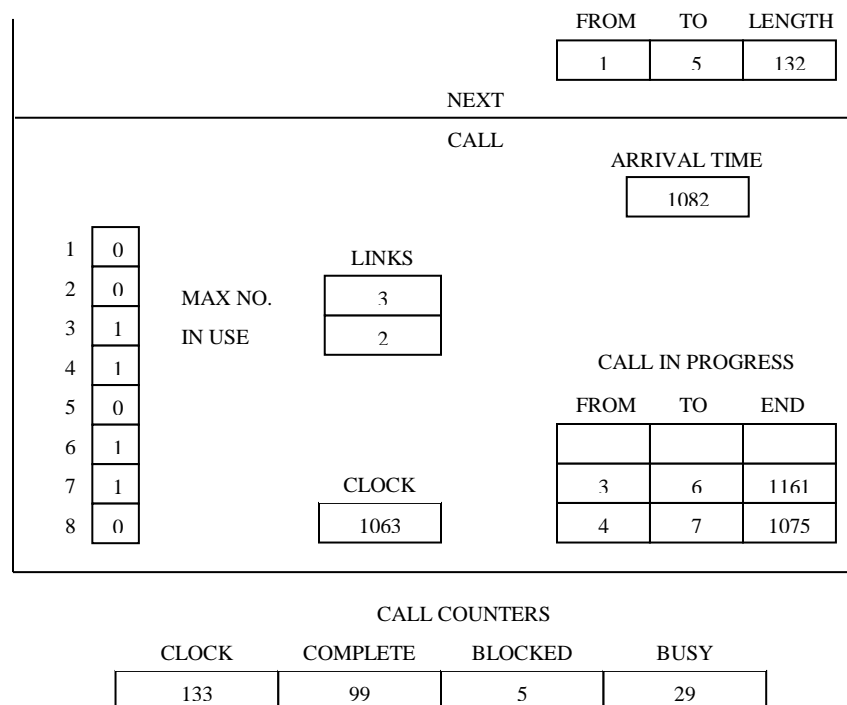 FROM TO LENGTH
1 5 132
NEXT
CALL
ARRIVAL TIME
1082
1 0
2 0
3 1
4 1
5 0
6 1
7 1
8 0
LINKS
MAX NO. 3
IN USE 2
CLOCK
1063
CALL IN PROGRESS
FROM TO END
3 6 1161
4 7 1075
CALL COUNTERS
CLOCK COMPLETE BLOCKED BUSY
133 99 5 29